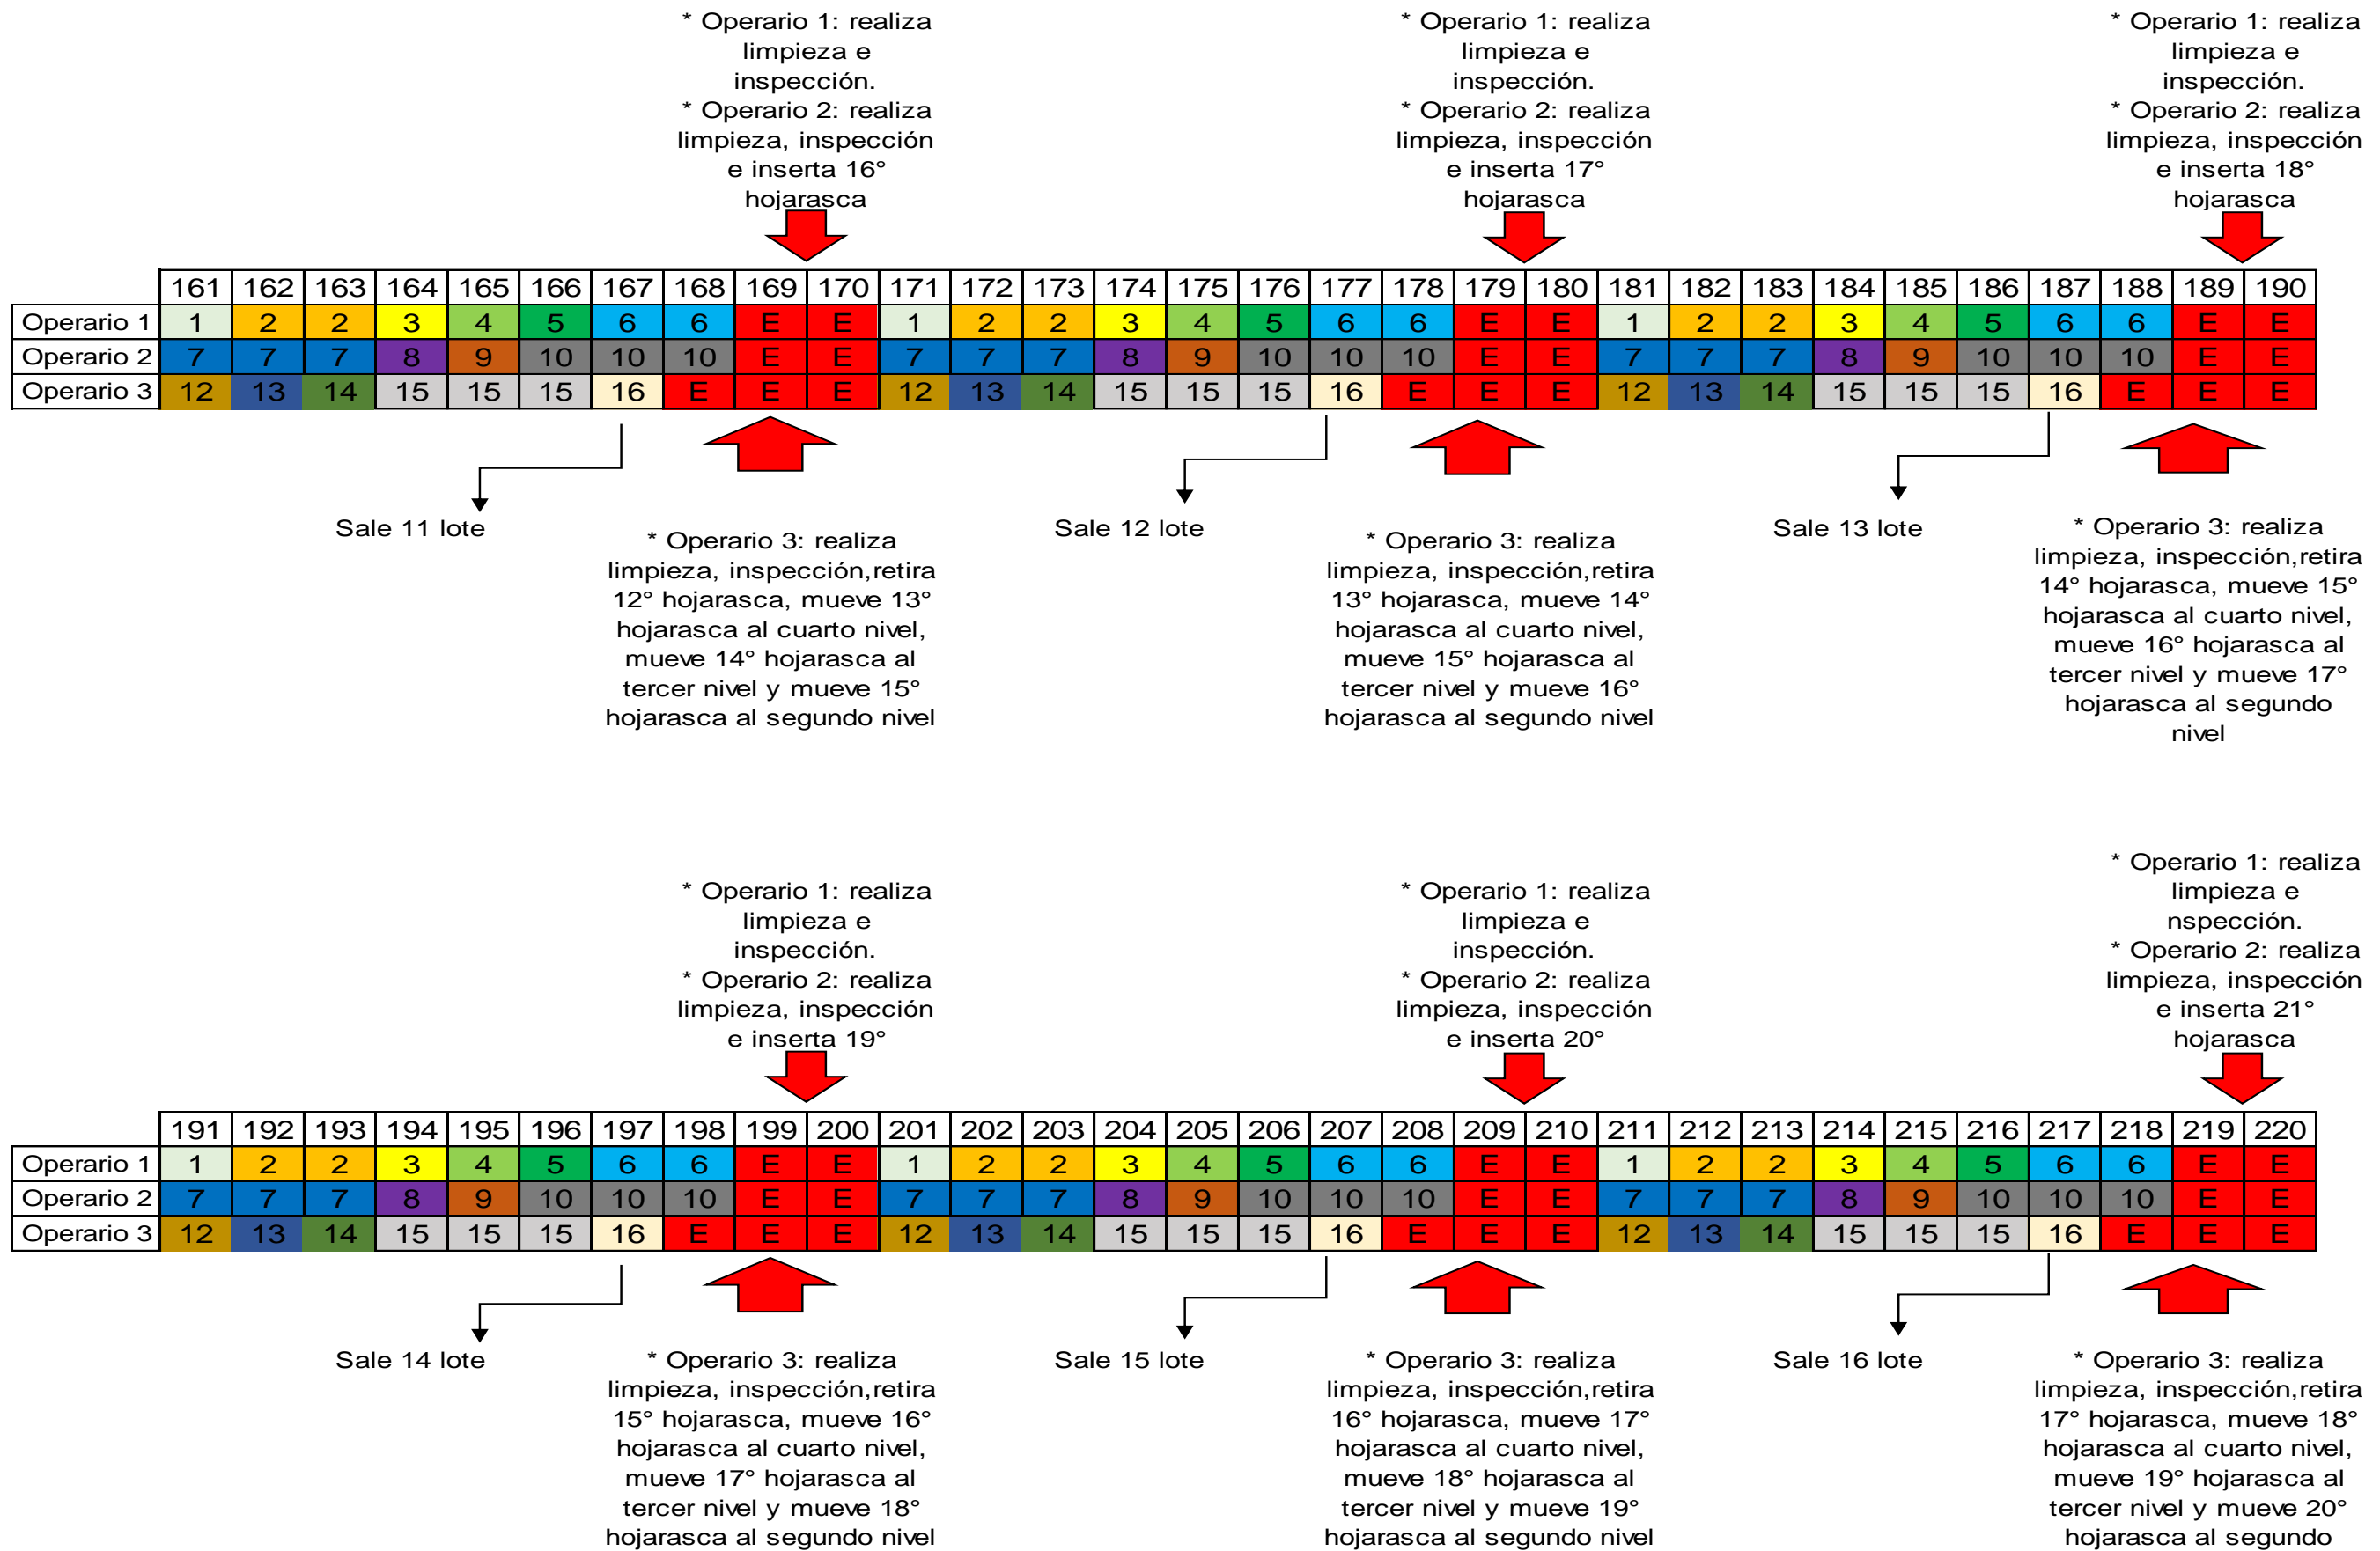 * Operario 1: realiza
limpieza e
inspección.
* Operario 2: realiza
limpieza, inspección
e inserta 16°
hojarasca
* Operario 1: realiza
limpieza e
inspección.
* Operario 2: realiza
limpieza, inspección
e inserta 17°
hojarasca
* Operario 1: realiza
limpieza e
inspección.
* Operario 2: realiza
limpieza, inspección
e inserta 18°
hojarasca
161 162 163 164 165 166 167 168 169 170 171 172 173 174 175 176 177 178 179 180 181 182 183 184 185 186 187 188 189 190
Operario 1 1 2 2 3 4 5 6 6 E E 1 2 2 3 4 5 6 6 E E 1 2 2 3 4 5 6 6 E E
Operario 2 7 7 7 8 9 10 10 10 E E 7 7 7 8 9 10 10 10 E E 7 7 7 8 9 10 10 10 E E
Operario 3 12 13 14 15 15 15 16 E E E 12 13 14 15 15 15 16 E E E 12 13 14 15 15 15 16 E E E
Sale 11 lote
* Operario 3: realiza
limpieza, inspección,retira
12° hojarasca, mueve 13°
hojarasca al cuarto nivel,
mueve 14° hojarasca al
tercer nivel y mueve 15°
hojarasca al segundo nivel
Sale 12 lote
* Operario 3: realiza
limpieza, inspección,retira
13° hojarasca, mueve 14°
hojarasca al cuarto nivel,
mueve 15° hojarasca al
tercer nivel y mueve 16°
hojarasca al segundo nivel
Sale 13 lote
* Operario 3: realiza
limpieza, inspección,retira
14° hojarasca, mueve 15°
hojarasca al cuarto nivel,
mueve 16° hojarasca al
tercer nivel y mueve 17°
hojarasca al segundo
nivel
* Operario 1: realiza
limpieza e
inspección.
* Operario 2: realiza
limpieza, inspección
e inserta 19°
* Operario 1: realiza
limpieza e
inspección.
* Operario 2: realiza
limpieza, inspección
e inserta 20°
* Operario 1: realiza
limpieza e
nspección.
* Operario 2: realiza
limpieza, inspección
e inserta 21°
hojarasca
191 192 193 194 195 196 197 198 199 200 201 202 203 204 205 206 207 208 209 210 211 212 213 214 215 216 217 218 219 220
Operario 1 1 2 2 3 4 5 6 6 E E 1 2 2 3 4 5 6 6 E E 1 2 2 3 4 5 6 6 E E
Operario 2 7 7 7 8 9 10 10 10 E E 7 7 7 8 9 10 10 10 E E 7 7 7 8 9 10 10 10 E E
Operario 3 12 13 14 15 15 15 16 E E E 12 13 14 15 15 15 16 E E E 12 13 14 15 15 15 16 E E E
Sale 14 lote
* Operario 3: realiza
limpieza, inspección,retira
15° hojarasca, mueve 16°
hojarasca al cuarto nivel,
mueve 17° hojarasca al
tercer nivel y mueve 18°
hojarasca al segundo nivel
Sale 15 lote
* Operario 3: realiza
limpieza, inspección,retira
16° hojarasca, mueve 17°
hojarasca al cuarto nivel,
mueve 18° hojarasca al
tercer nivel y mueve 19°
hojarasca al segundo nivel
Sale 16 lote
* Operario 3: realiza
limpieza, inspección,retira
17° hojarasca, mueve 18°
hojarasca al cuarto nivel,
mueve 19° hojarasca al
tercer nivel y mueve 20°
hojarasca al segundo